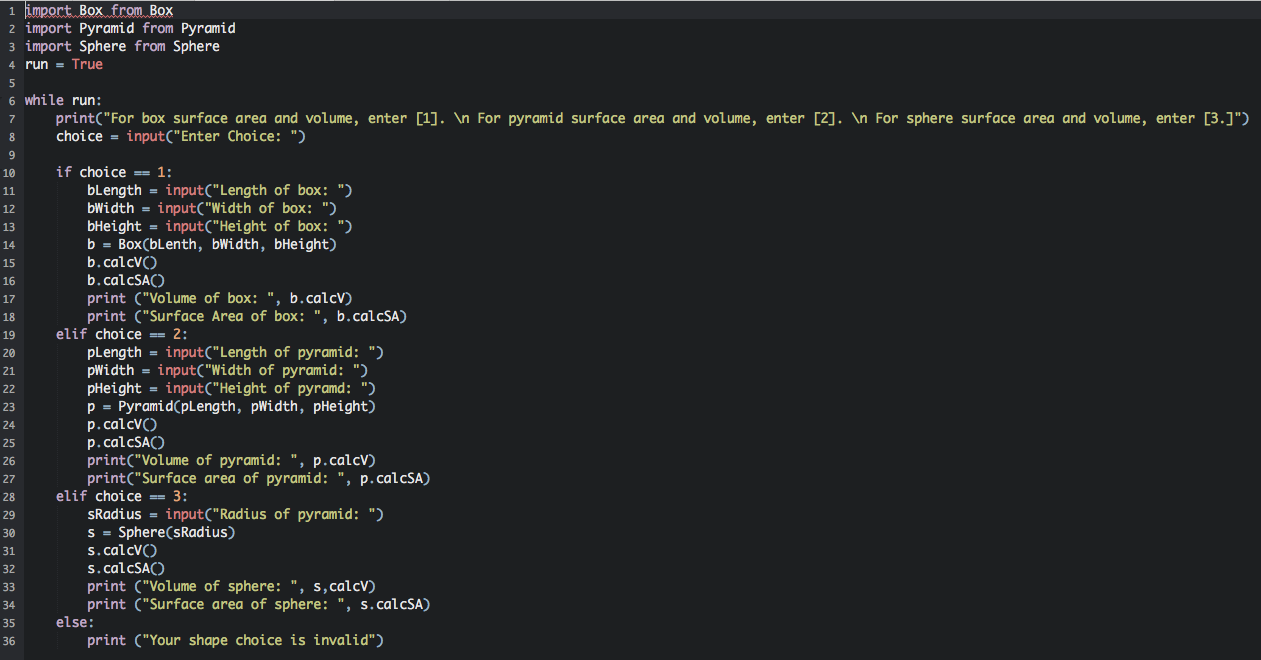 1 import Box from Box
2 import Pyramid from Pyramid
3 import Sphere from Sphere
4 run = True
5
6 while run:
7     print("For box surface area and volume, enter [1]. \n For pyramid surface area and volume, enter [2]. \n For sphere surface area and volume, enter [3.]")
8     choice = input("Enter Choice: ")
9
10     if choice == 1:
11         bLength = input("Length of box: ")
12         bWidth = input("Width of box: ")
13         bHeight = input("Height of box: ")
14         b = Box(bLenth, bWidth, bHeight)
15         b.calcV()
16         b.calcSA()
17         print ("Volume of box: ", b.calcV)
18         print ("Surface Area of box: ", b.calcSA)
19     elif choice == 2:
20         pLength = input("Length of pyramid: ")
21         pWidth = input("Width of pyramid: ")
22         pHeight = input("Height of pyramd: ")
23         p = Pyramid(pLength, pWidth, pHeight)
24         p.calcV()
25         p.calcSA()
26         print("Volume of pyramid: ", p.calcV)
27         print("Surface area of pyramid: ", p.calcSA)
28     elif choice == 3:
29         sRadius = input("Radius of pyramid: ")
30         s = Sphere(sRadius)
31         s.calcV()
32         s.calcSA()
33         print ("Volume of sphere: ", s,calcV)
34         print ("Surface area of sphere: ", s.calcSA)
35     else:
36         print ("Your shape choice is invalid")